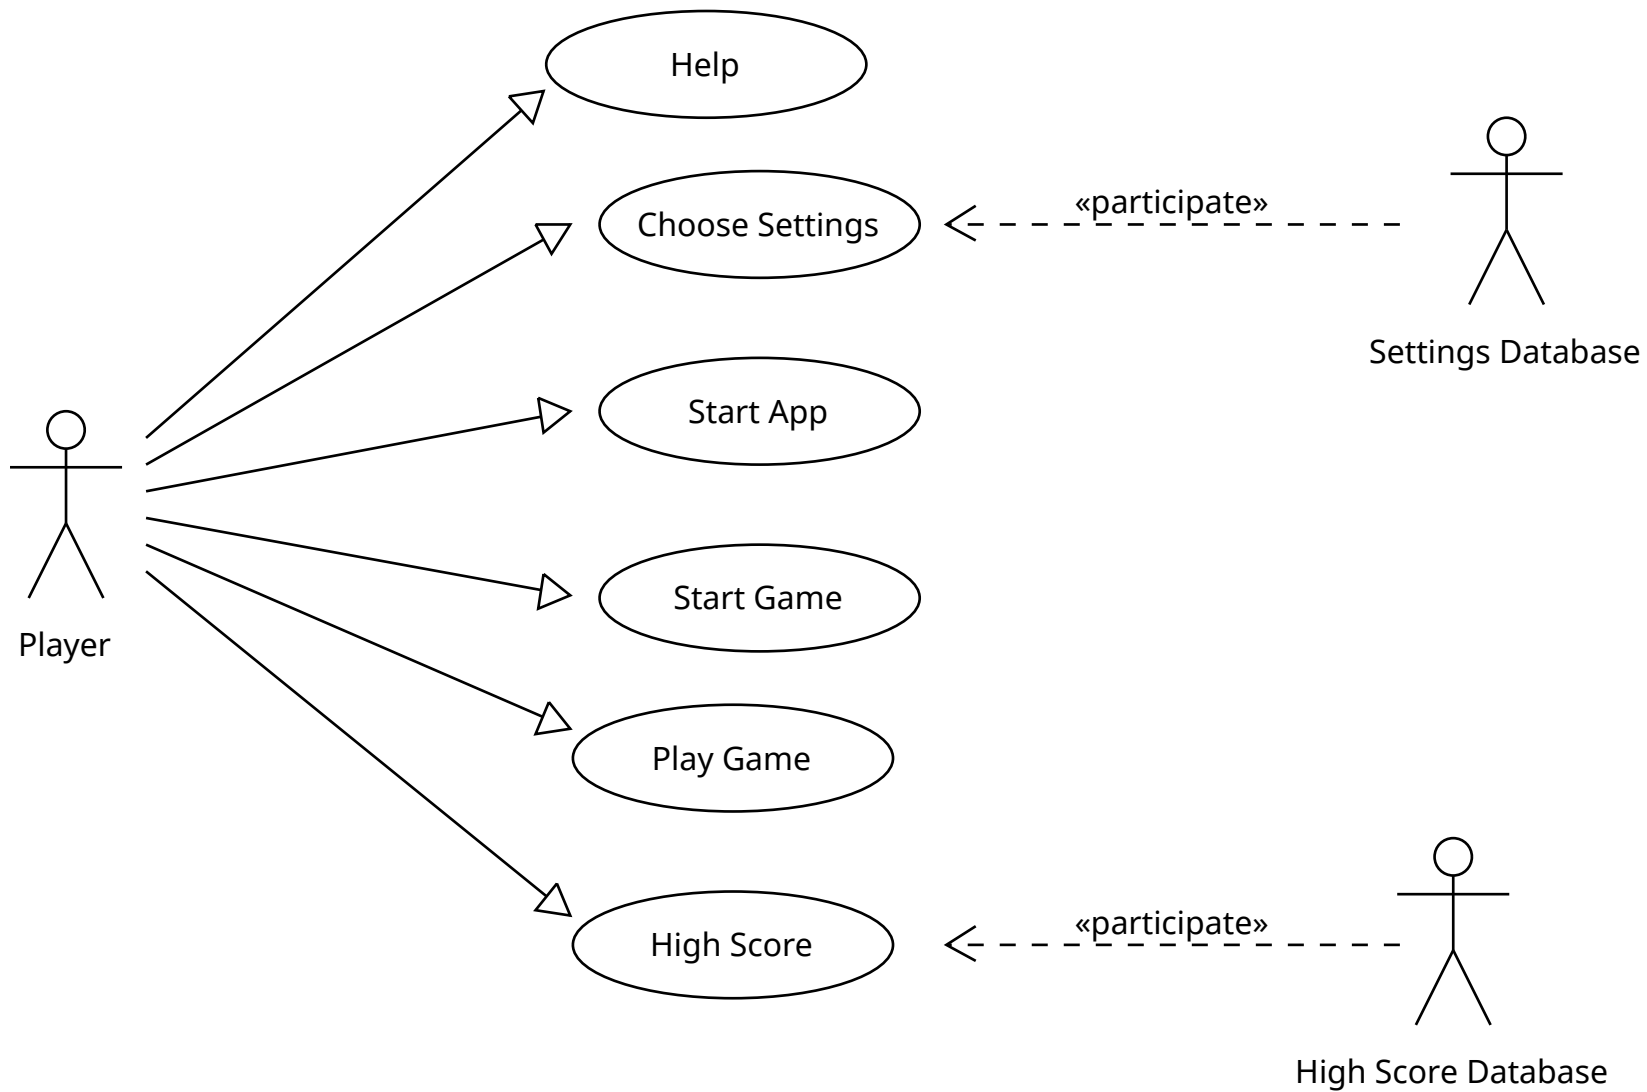 Help
Choose Settings
«participate»
Settings Database
Start App
Start Game
Player
Play Game
High Score
«participate»
High Score Database